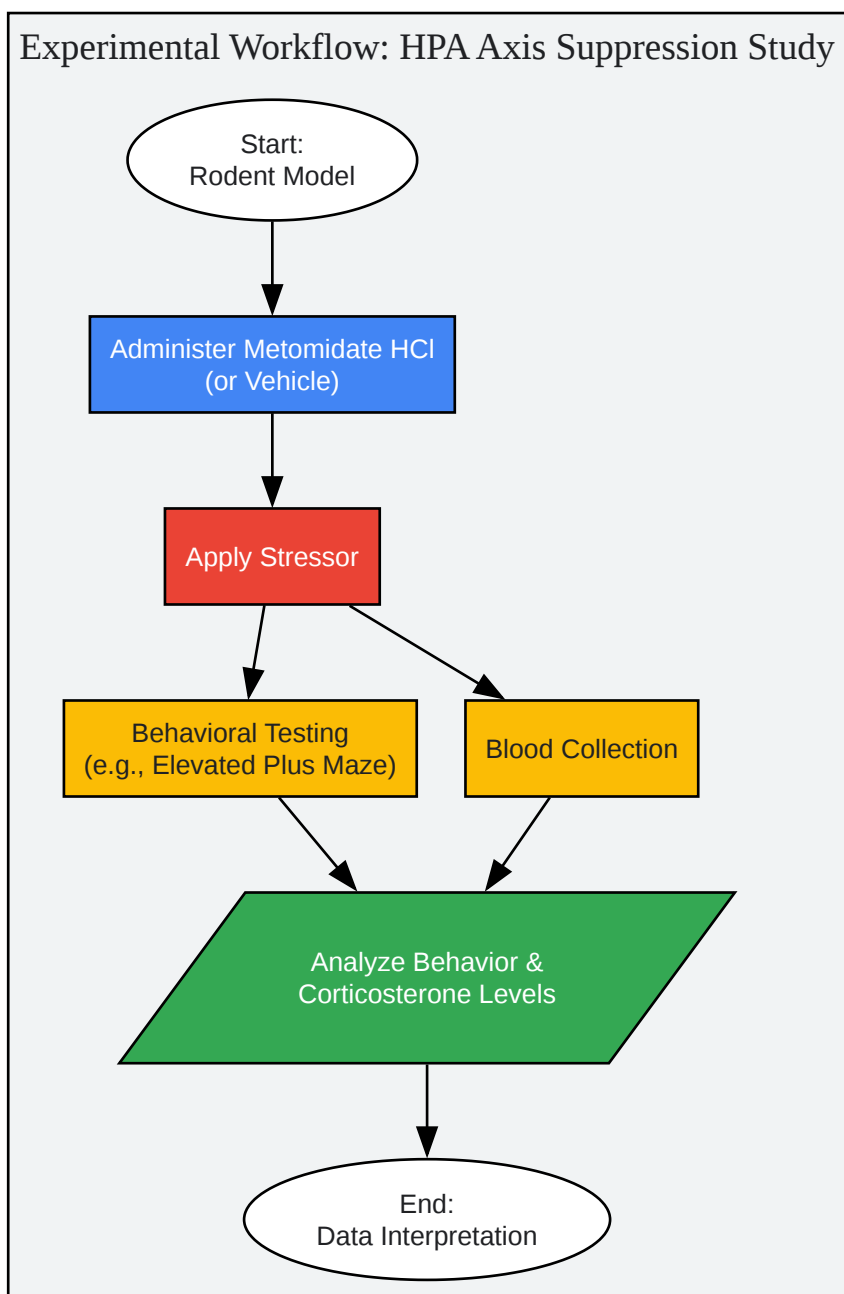 Experimental Workflow: HPA Axis Suppression Study
Start:
Rodent Model
Administer Metomidate HCl
(or Vehicle)
Apply Stressor
Behavioral Testing
(e.g., Elevated Plus Maze)
Blood Collection
Analyze Behavior &
Corticosterone Levels
End:
Data Interpretation